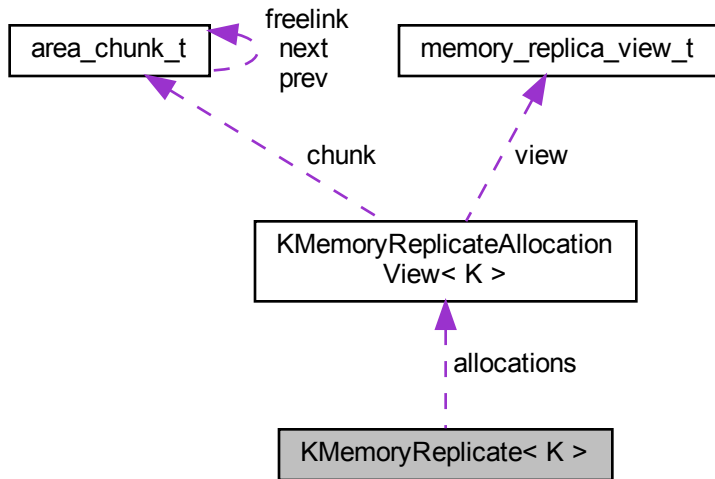 area_chunk_t
freelink
next
prev
memory_replica_view_t
chunk
view
KMemoryReplicateAllocation
View< K >
allocations
KMemoryReplicate< K >